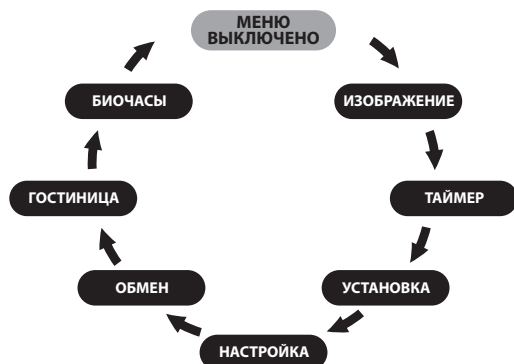 МЕНЮ
ВЫКЛЮЧЕНО
ИЗОБРАЖЕНИЕ
ТАЙМЕР
УСТАНОВКА
НАСТРОЙКА
ОБМЕН
ГОСТИНИЦА
БИОЧАСЫ